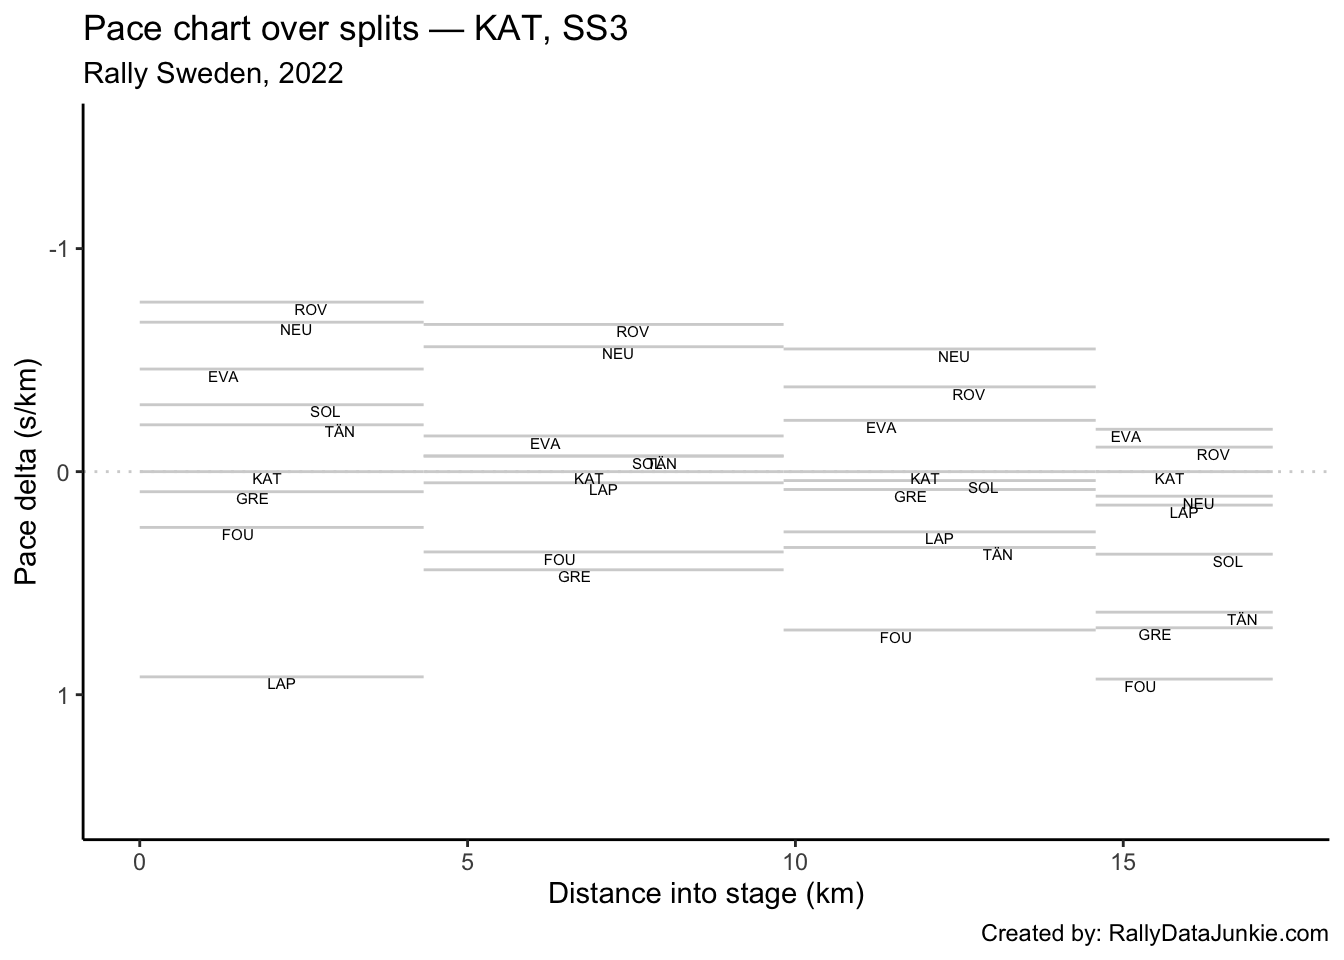 Pace chart over splits — KAT, SS3
Rally Sweden, 2022
Pace delta (s/km)
-1
0
1
ROV
NEU
EVA
SOL
TÄN
KAT
GRE
FOU
LAP
ROV
NEU
EVA
SOL
TÄN
KAT
LAP
FOU
GRE
NEU
ROV
EVA
KAT
SOL
GRE
LAP
TÄN
FOU
EVA
ROV
KAT
NEU
LAP
SOL
TÄN
GRE
FOU
0 5 10 15
Distance into stage (km)
Created by: RallyDataJunkie.com